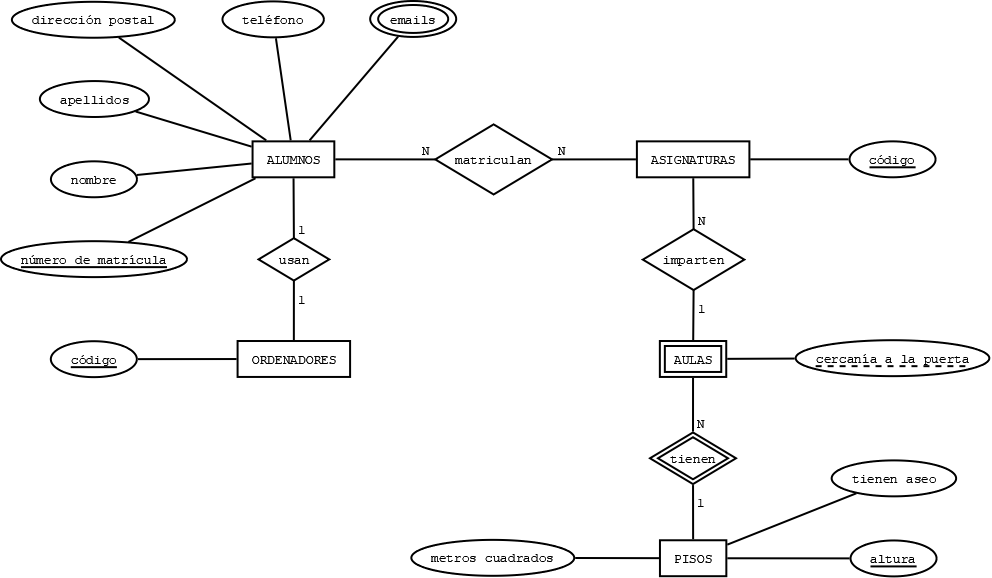 dirección postal
teléfono
emails
apellidos
ALUMNOS
N
matriculan
N
ASIGNATURAS
código
nombre
1
N
número de matrícula
usan
imparten
1
1
código
ORDENADORES
AULAS
cercanía a la puerta
N
tienen
tienen aseo
1
metros cuadrados
PISOS
altura